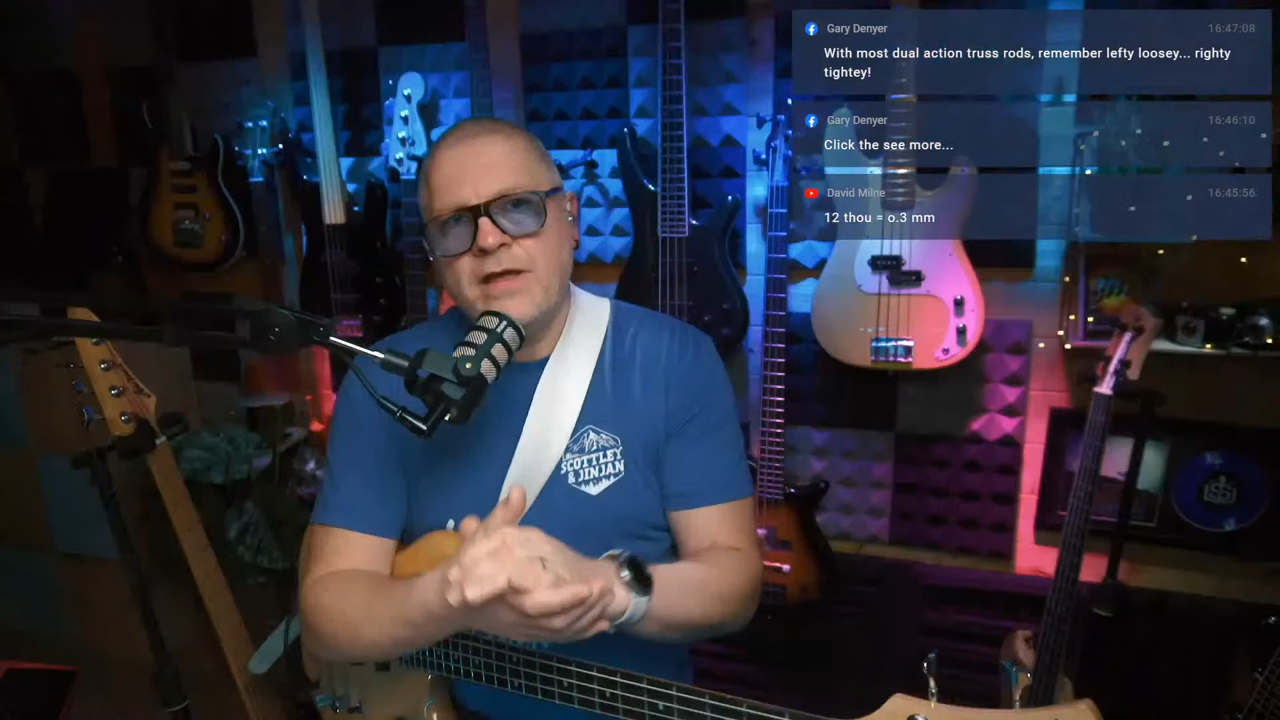 Gary Denyer 16:47:08
With most dual action truss rods, remember lefty loosey... righty
tightey!
Gary Denyer 16:46:10
Click the see more...
David Milne 16:45:56
12 thou = o.3 mm
SCOTTLEY
& JINJAN